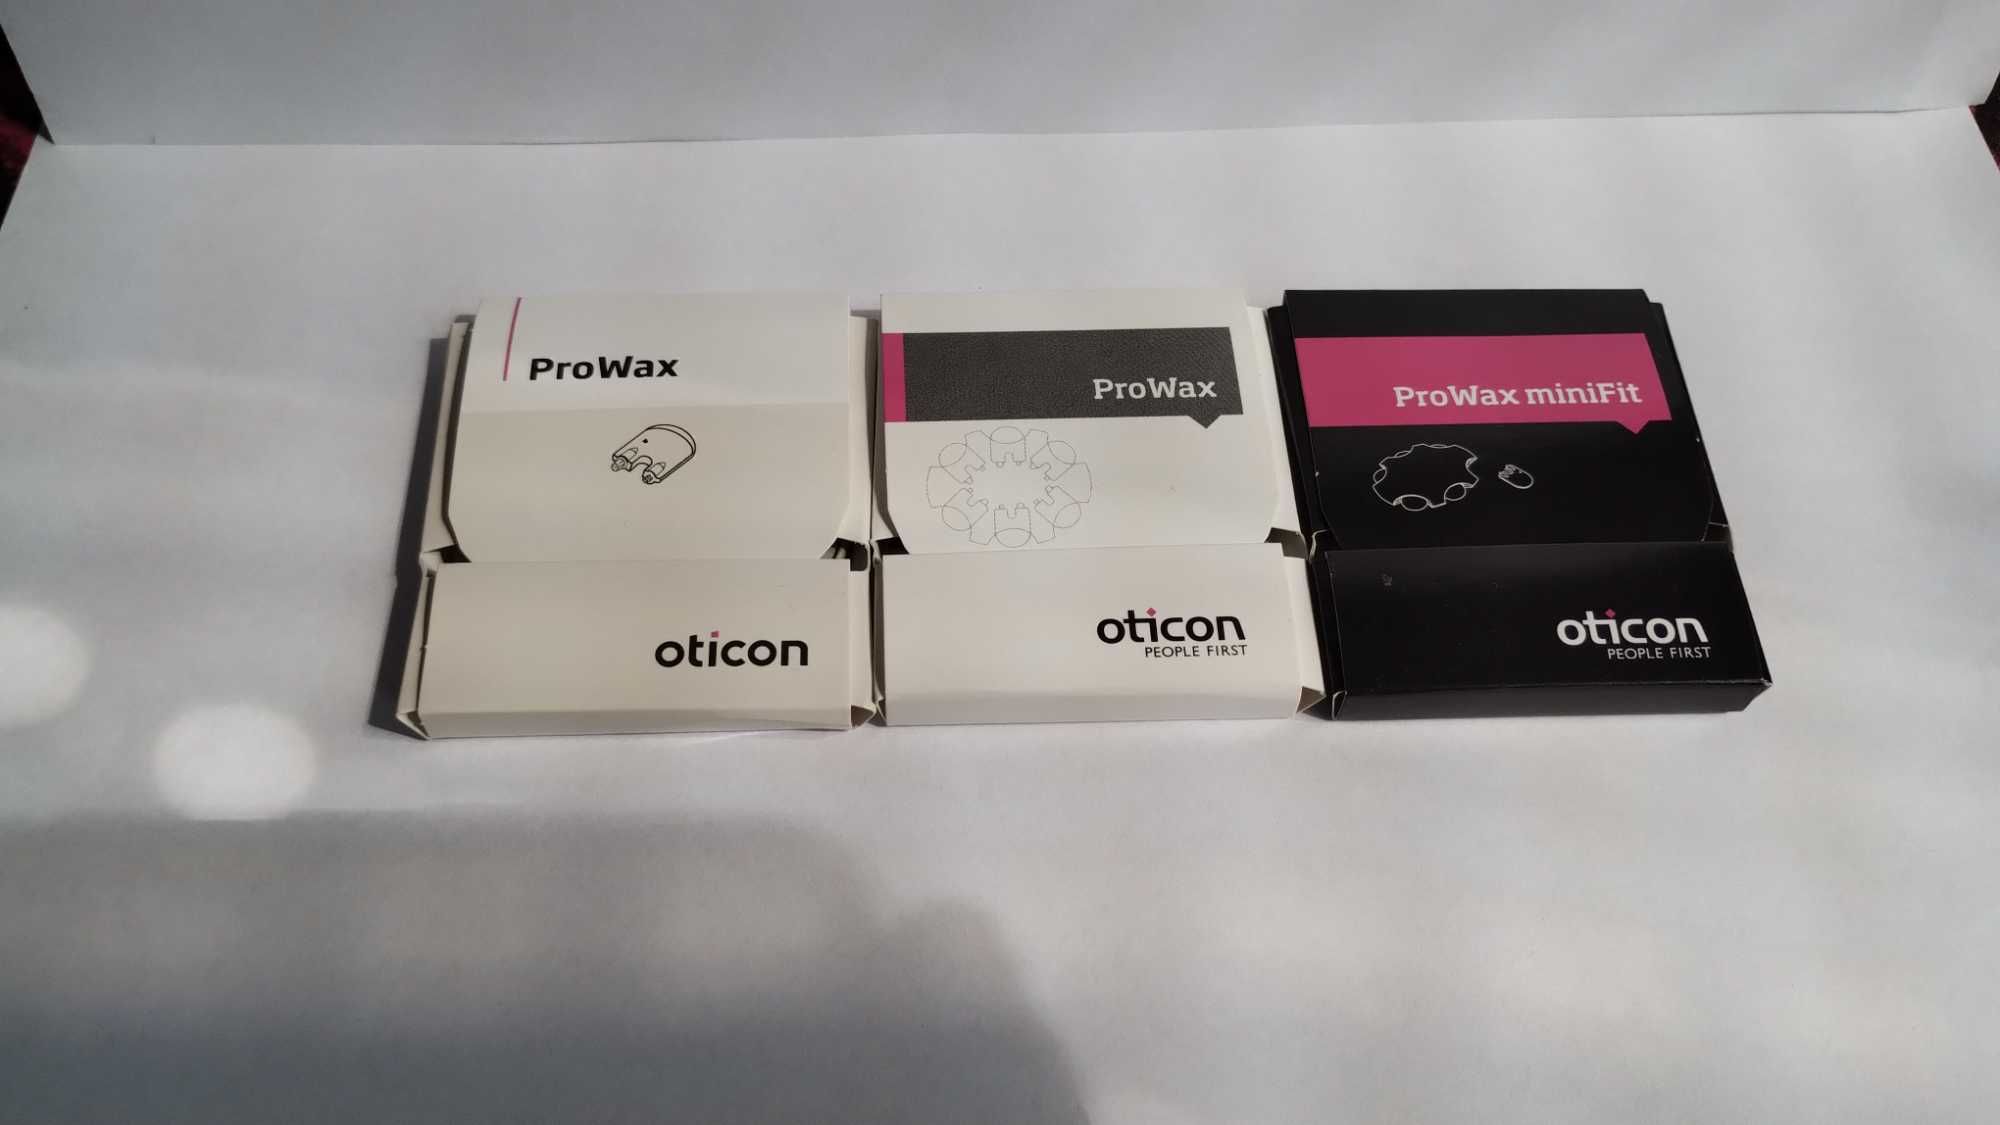 ProWax
oticon
ProWax
oticon
PEOPLE FIRST
ProWax miniFit
oticon
PEOPLE FIRST